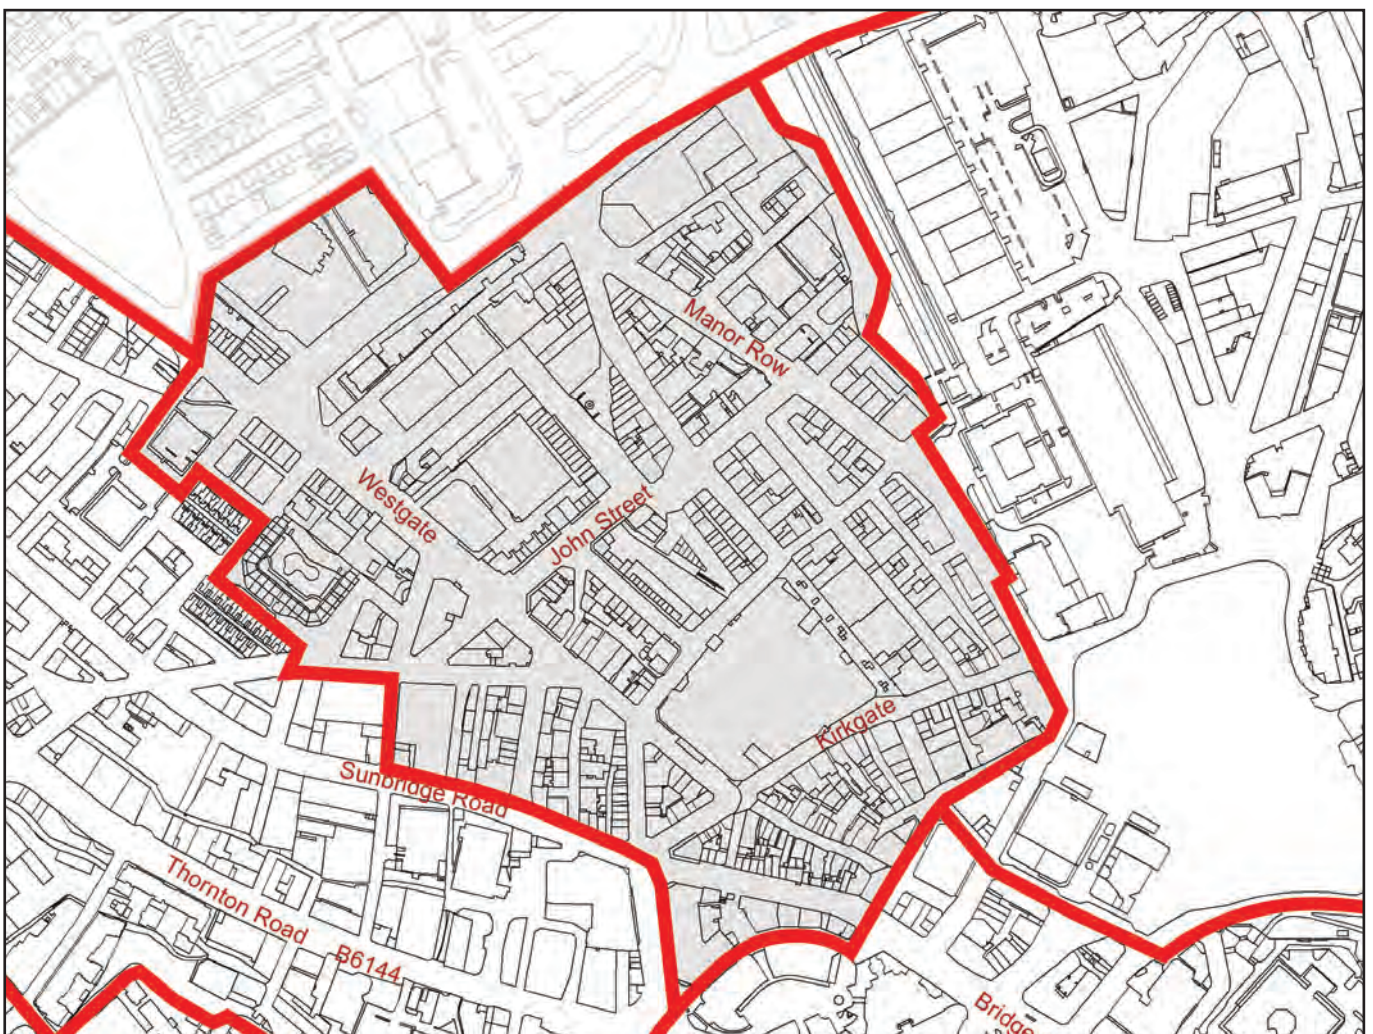 Manor Row
Westgate
John Street
Kirkgate
Sunbridge Road
Thornton Road
B6144
Bridge